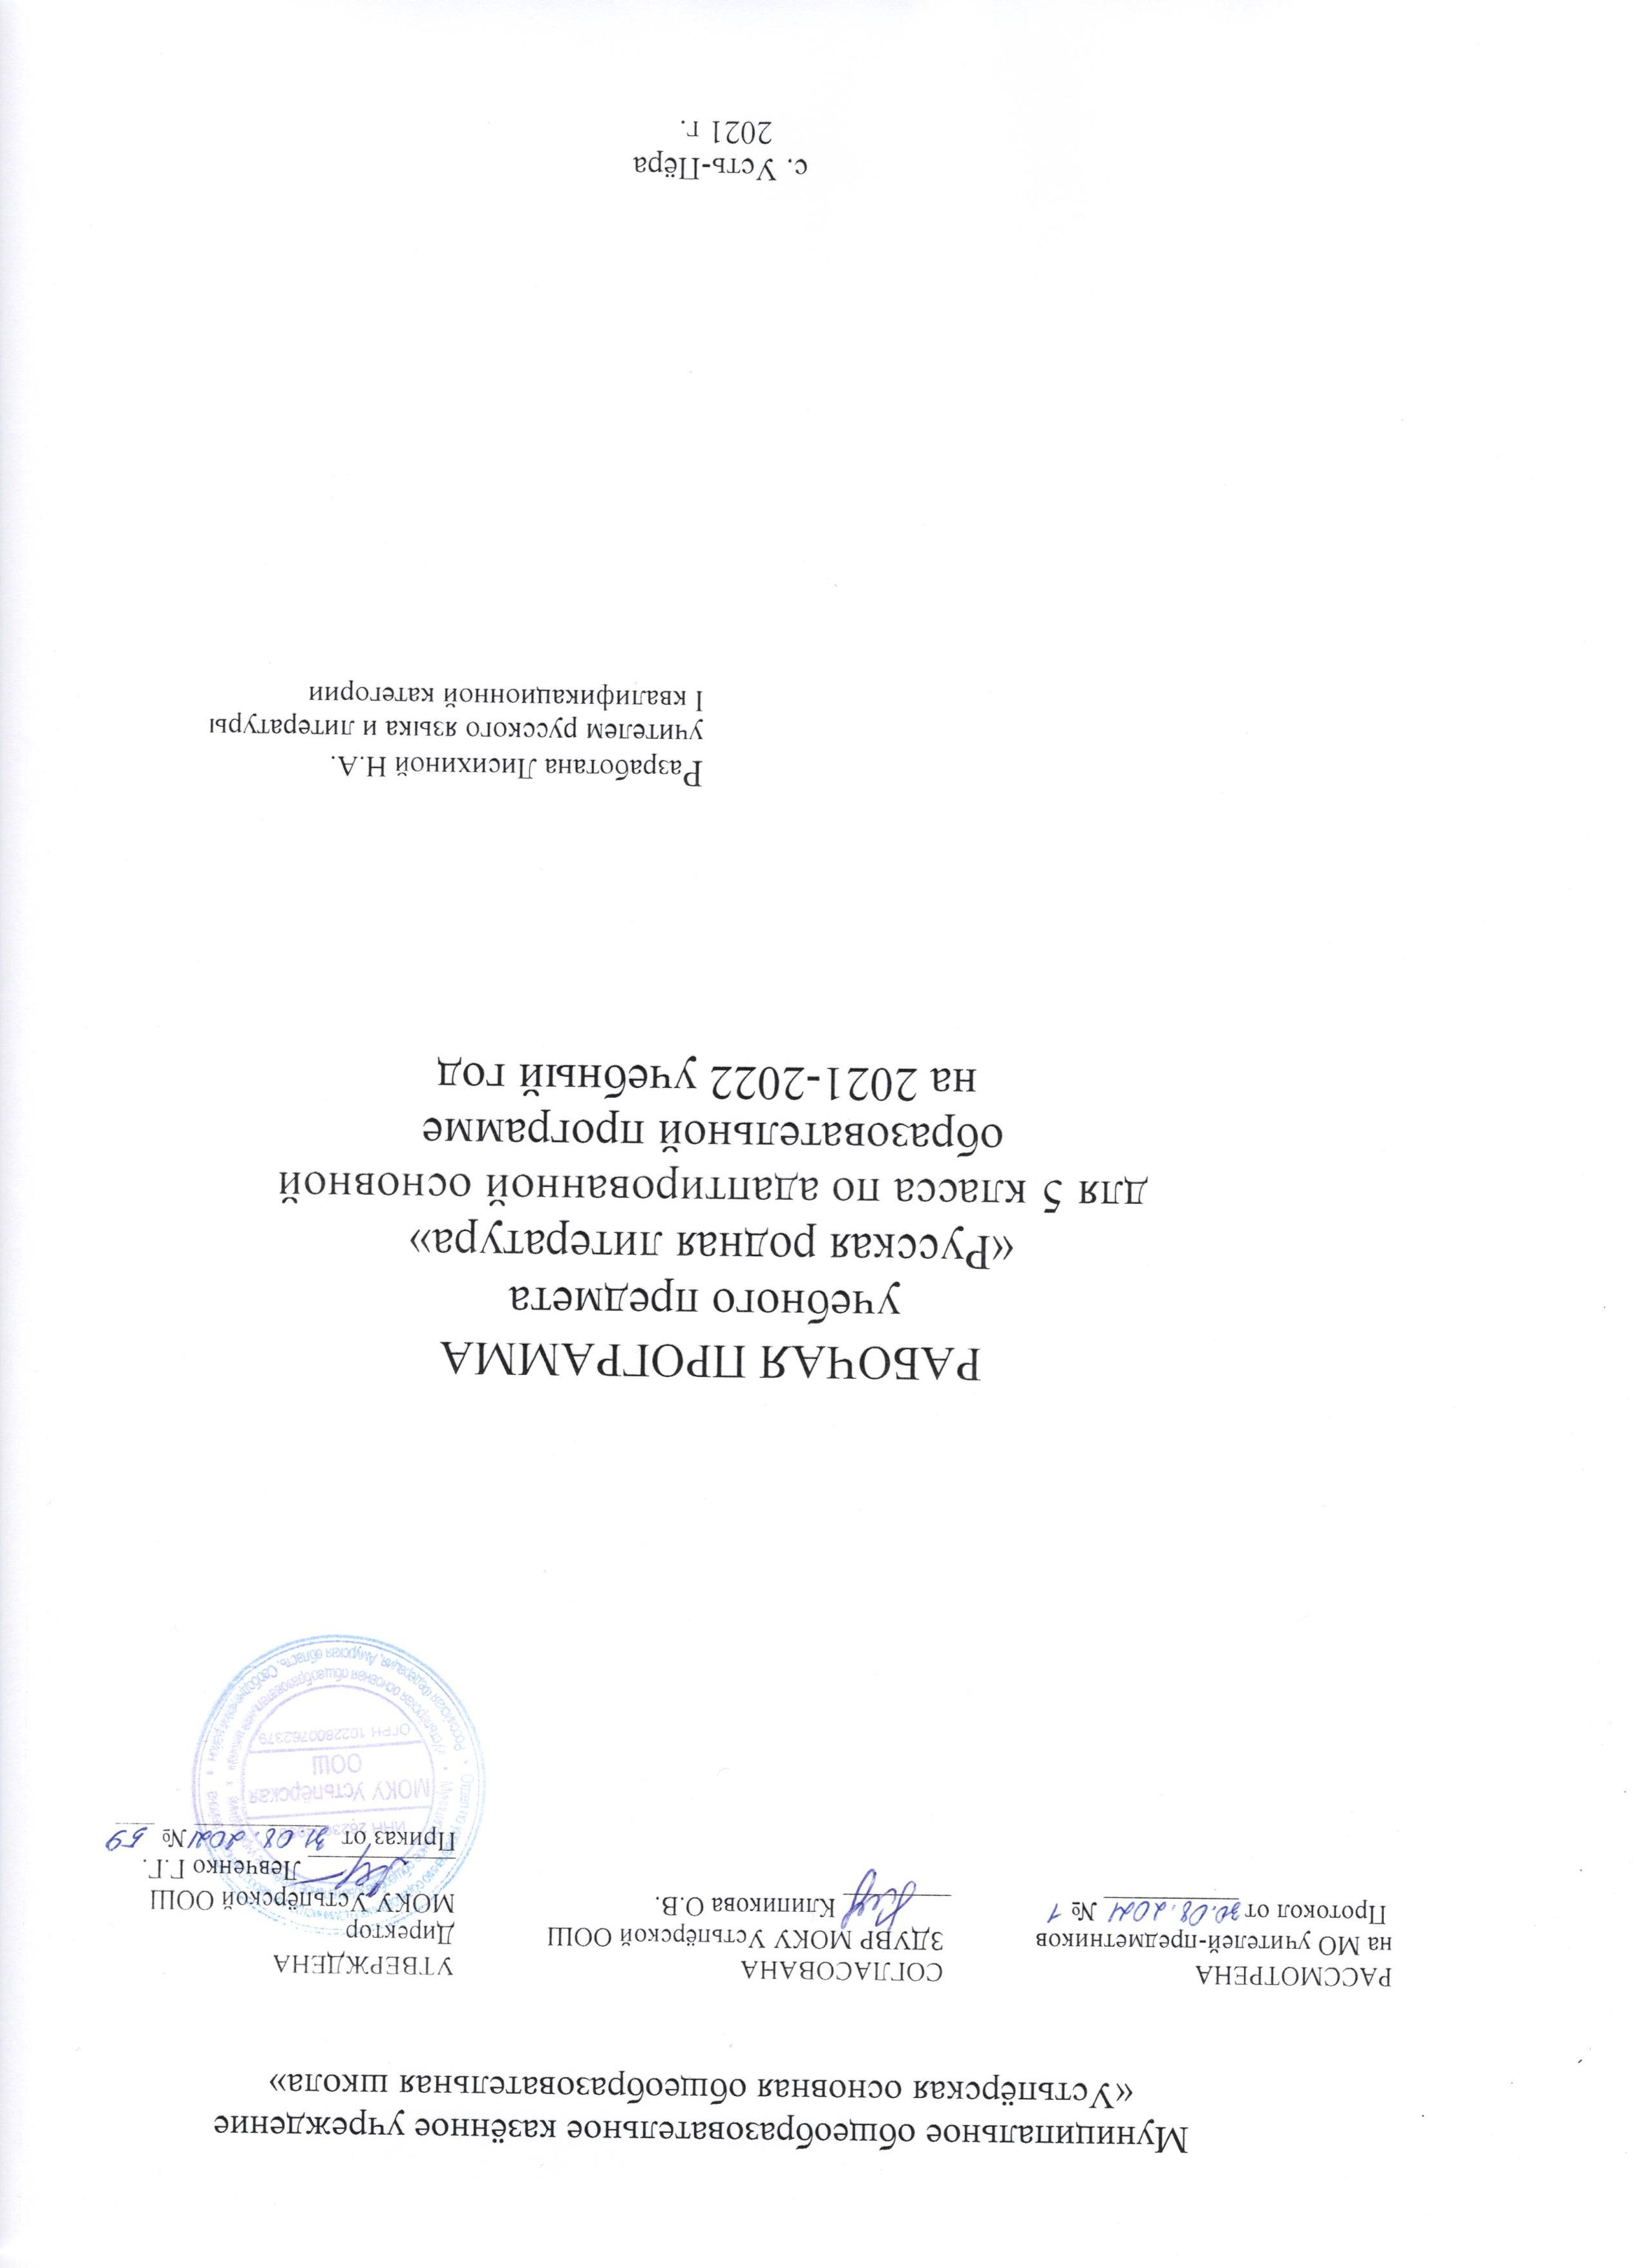 Муниципальное общеобразовательное казённое учреждение
«Устьпёрская основная общеобразовательная школа»
РАССМОТРЕНА
на МО учителей-предметников
Протокол от 30.08.2021 № 1
СОГЛАСОВАНА
ЗДУВР МОКУ Устьпёрской ООШ
Клипикова О.В.
УТВЕРЖДЕНА
Директор
МОКУ Устьпёрской ООШ
Левченко Г.Г.
Приказ от 31.08.2021 № 59
МОКУ Устьпёрская
ООШ
ОГРН 1022800762379
РАБОЧАЯ ПРОГРАММА
учебного предмета
«Русская родная литература»
для 5 класса по адаптированной основной
образовательной программе
на 2021-2022 учебный год
Разработана Лисихиной Н.А.
учителем русского языка и литературы
I квалификационной категории
с. Усть-Пёра
2021 г.